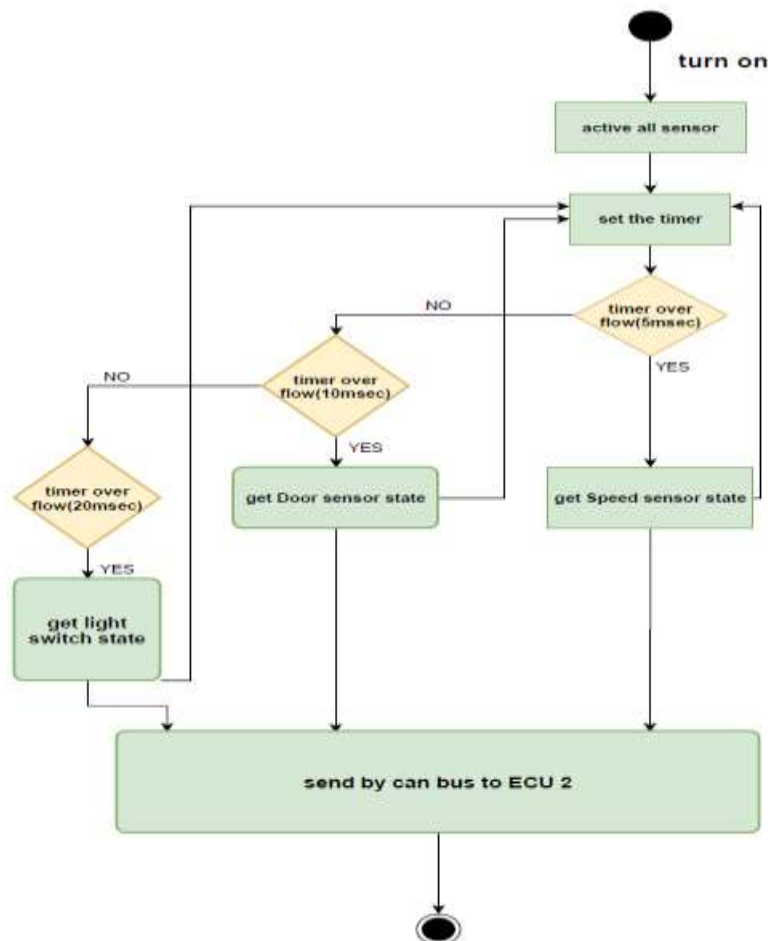 turn on
active all sensor
set the timer
timer over
flow(5msec)
NO
YES
timer over
flow(10msec)
NO
YES
get Door sensor state
get Speed sensor state
timer over
flow(20msec)
YES
get light
switch state
send by can bus to ECU 2